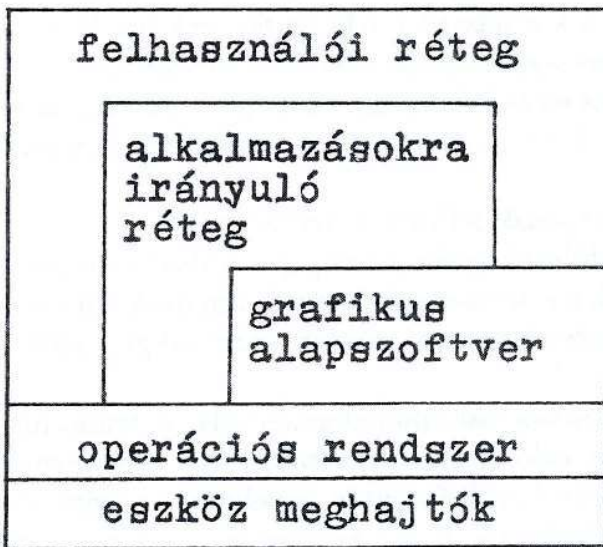 felhasználói réteg
alkalmazásokra
irányuló
réteg
grafikus
alapszoftver
operációs rendszer
eszköz meghajtók